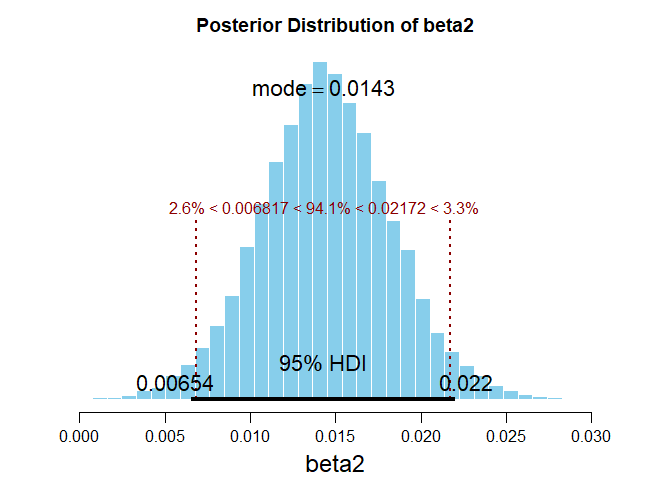 Posterior Distribution of beta2
mode = 0.0143
2.6% < 0.006817 < 94.1% < 0.02172 < 3.3%
95% HDI
0.00654 0.022
0.000 0.005 0.010 0.015 0.020 0.025 0.030
beta2